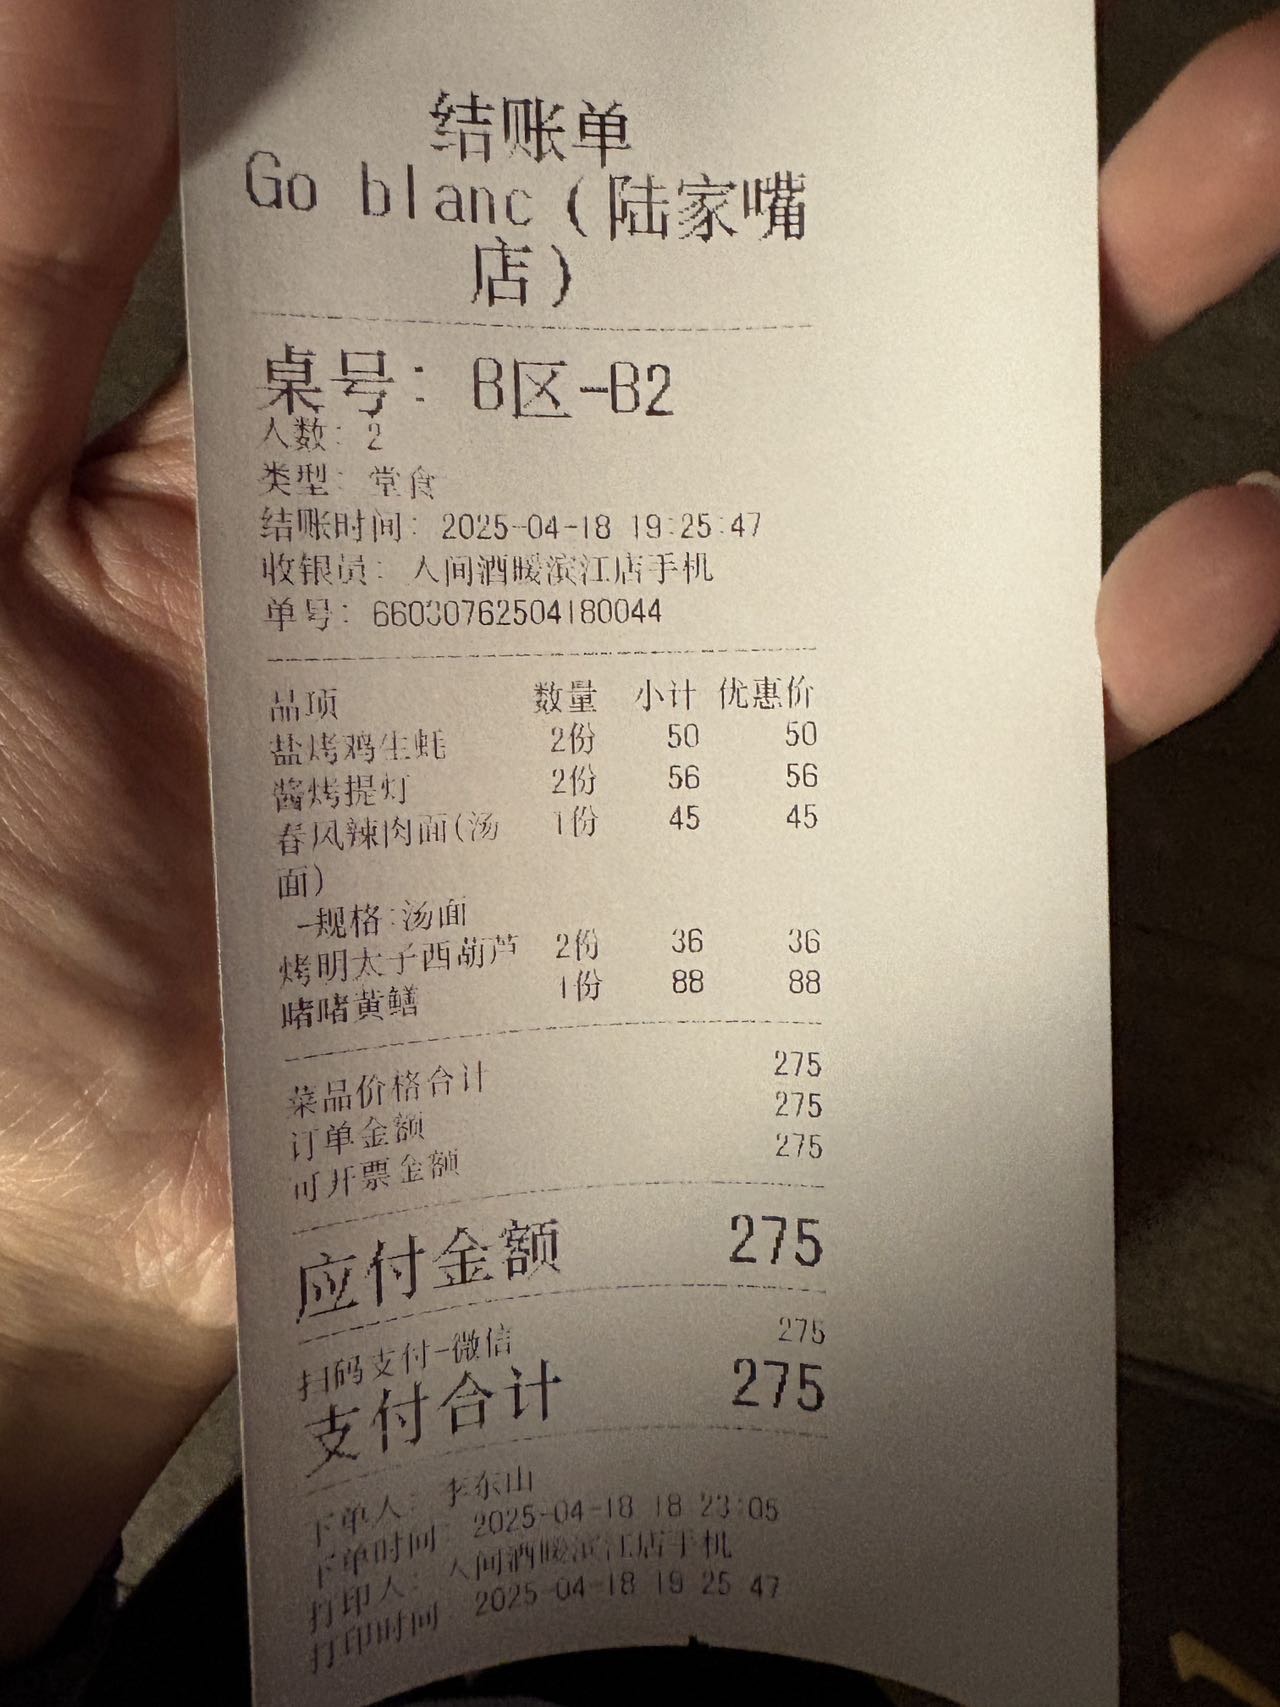 结账单
Go blanc(陆家嘴
店)
桌号: B区-B2
人数: 2
类型: 堂食
结账时间: 2025-04-18 19:25:47
收银员: 人间酒暖滨江店手机
单号: 66030762504180044
品项 数量 小计 优惠价
盐烤鸡生蚝 2份 50 50
酱烤提灯 2份 56 56
春风辣肉面(汤 1份 45 45
面)
-规格:汤面
烤明太子西葫芦 2份 36 36
啫啫黄鳝 1份 88 88
菜品价格合计 275
订单金额 275
可开票金额 275
应付金额 275
扫码支付-微信 275
支付合计 275
下单人: 李东山
下单时间: 2025-04-18 18:23:05
打印人: 人间酒暖滨江店手机
打印时间: 2025-04-18 19:25:47